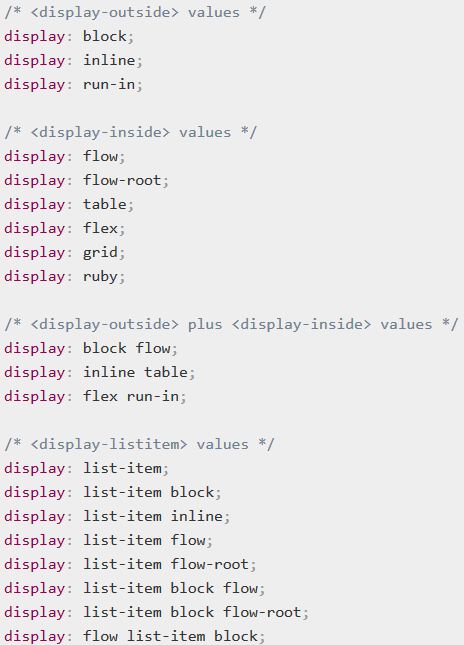 /* <display-outside> values */
display: block;
display: inline;
display: run-in;

/* <display-inside> values */
display: flow;
display: flow-root;
display: table;
display: flex;
display: grid;
display: ruby;

/* <display-outside> plus <display-inside> values */
display: block flow;
display: inline table;
display: flex run-in;

/* <display-listitem> values */
display: list-item;
display: list-item block;
display: list-item inline;
display: list-item flow;
display: list-item flow-root;
display: list-item block flow;
display: list-item block flow-root;
display: flow list-item block;